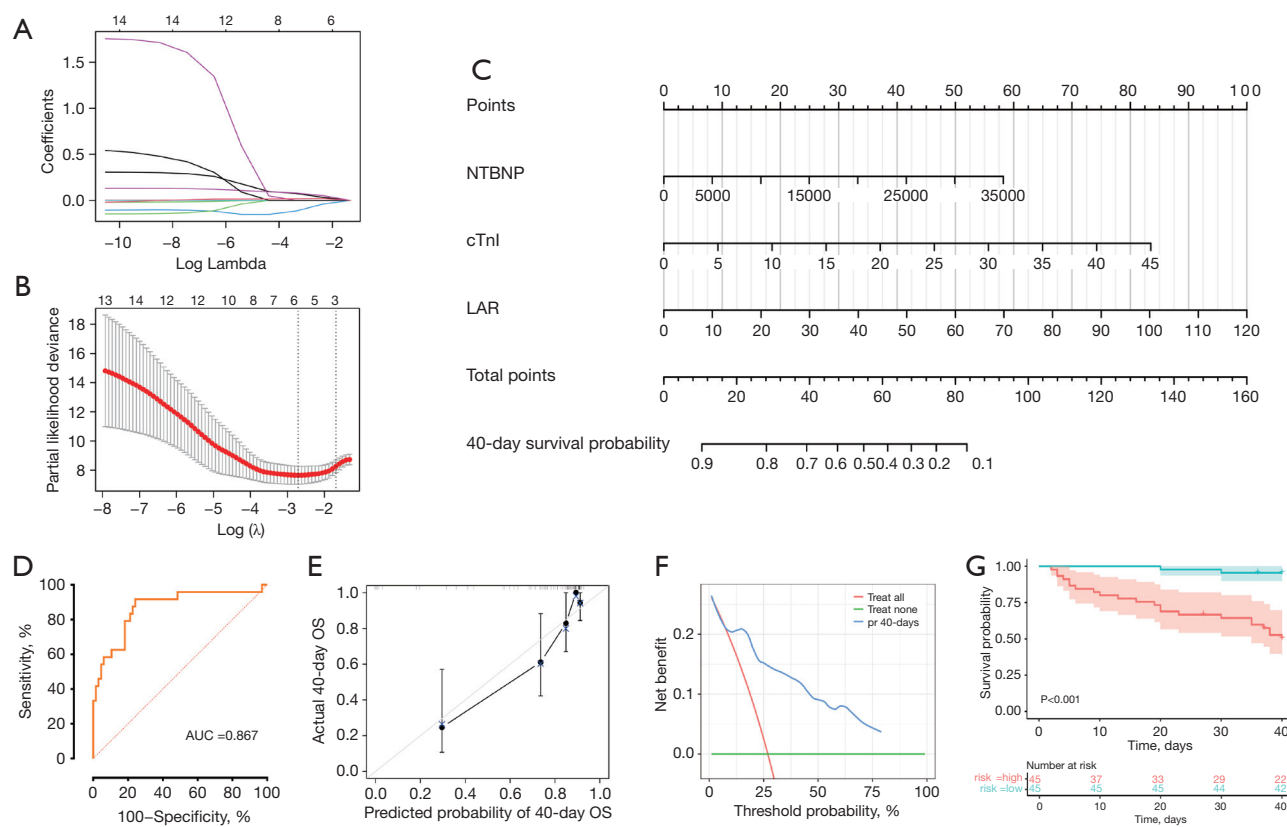 A
14 13 12 9 6
1.5
1.0
0.5
0.0
Coefficients
−10 −8 −6 −4 −2
Log Lambda
B
13 14 12 12 10 8 7 6 5 3
18
16
14
12
10
8
Partial likelihood deviance
−8 −7 −6 −5 −4 −3 −2
Log (λ)
C
Points
0 10 20 30 40 50 60 70 80 90 100
NTBNP
0 5000 15000 25000 35000
cTnI
0 5 10 15 20 25 30 35 40 45
LAR
0 10 20 30 40 50 60 70 80 90 100 110 120
Total points
0 20 40 60 80 100 120 140 160
40-day survival probability
0.9 0.8 0.7 0.6 0.5 0.4 0.3 0.2 0.1
D
100
80
60
40
20
0
Sensitivity, %
AUC =0.867
0 20 40 60 80 100
100−Specificity, %
E
1.0
0.8
0.6
0.4
0.2
0.0
Actual 40-day OS
0.0 0.2 0.4 0.6 0.8 1.0
Predicted probability of 40-day OS
F
Treat all
Treat none
pr 40-days
0.2
0.1
0.0
Net benefit
0 25 50 75 100
Threshold probability, %
G
1.00
0.75
0.50
0.25
0.00
Survival probability
P<0.001
0 10 20 30 40
Time, days
Number at risk
risk =high 45 37 33 29 22
risk =low 45 45 45 44 42
0 10 20 30 40
Time, days